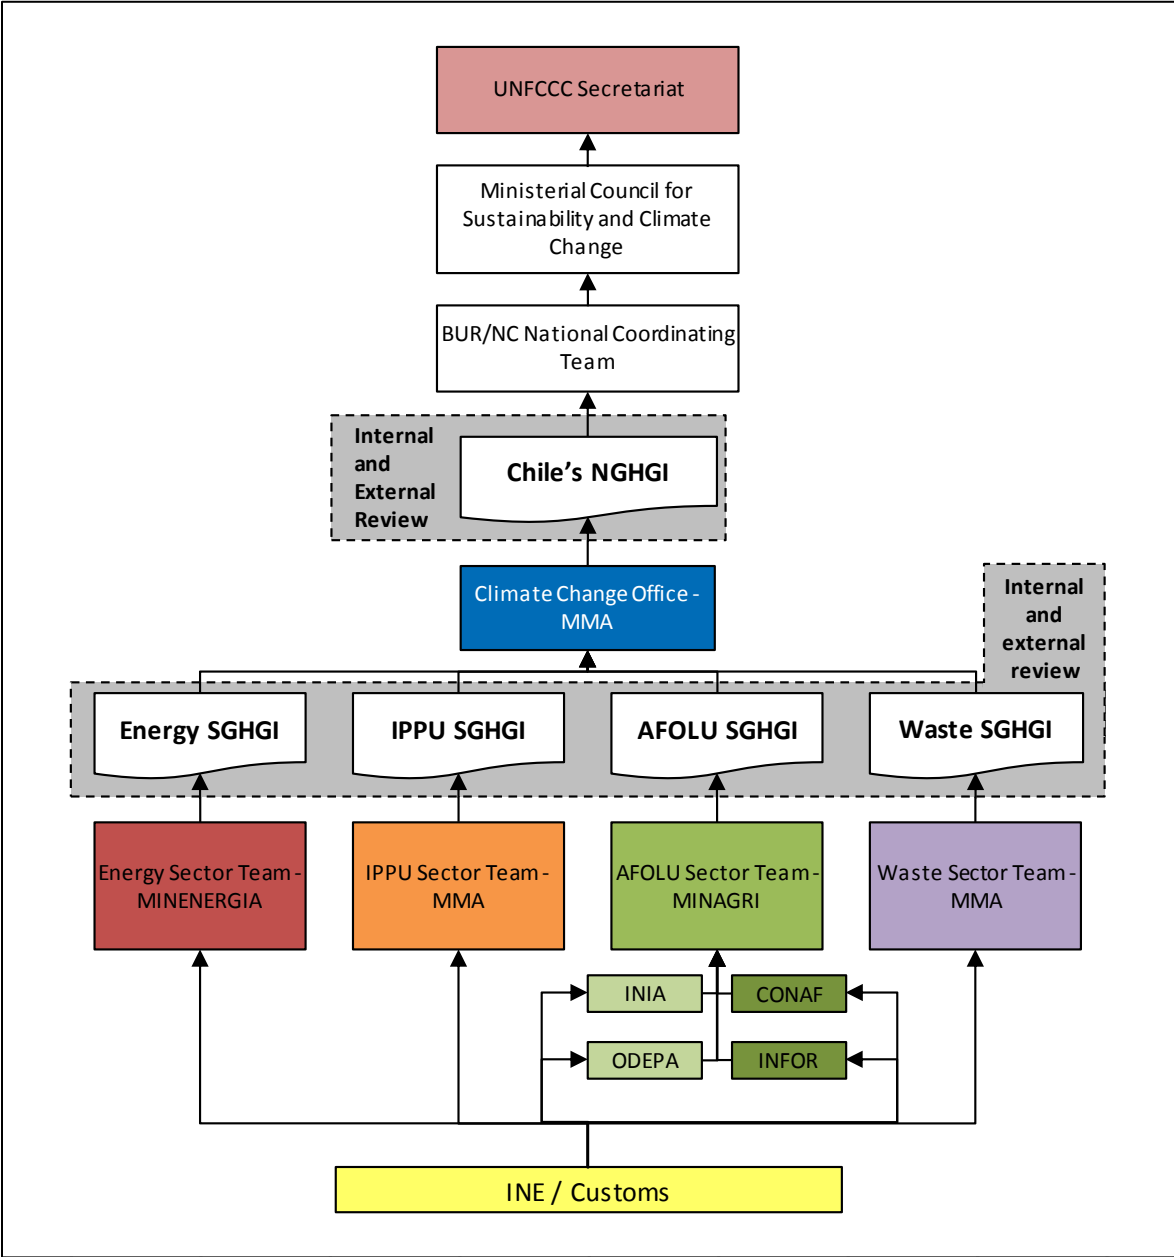 UNFCCC Secretariat
Ministerial Council for
Sustainability and Climate
Change
BUR/NC National Coordinating
Team
Internal
and
External
Review
Chile's NGHGI
Climate Change Office -
MMA
Internal
and
external
review
Energy SGHGI
IPPU SGHGI
AFOLU SGHGI
Waste SGHGI
Energy Sector Team -
MINENERGIA
IPPU Sector Team -
MMA
AFOLU Sector Team -
MINAGRI
Waste Sector Team -
MMA
INIA
CONAF
ODEPA
INFOR
INE / Customs